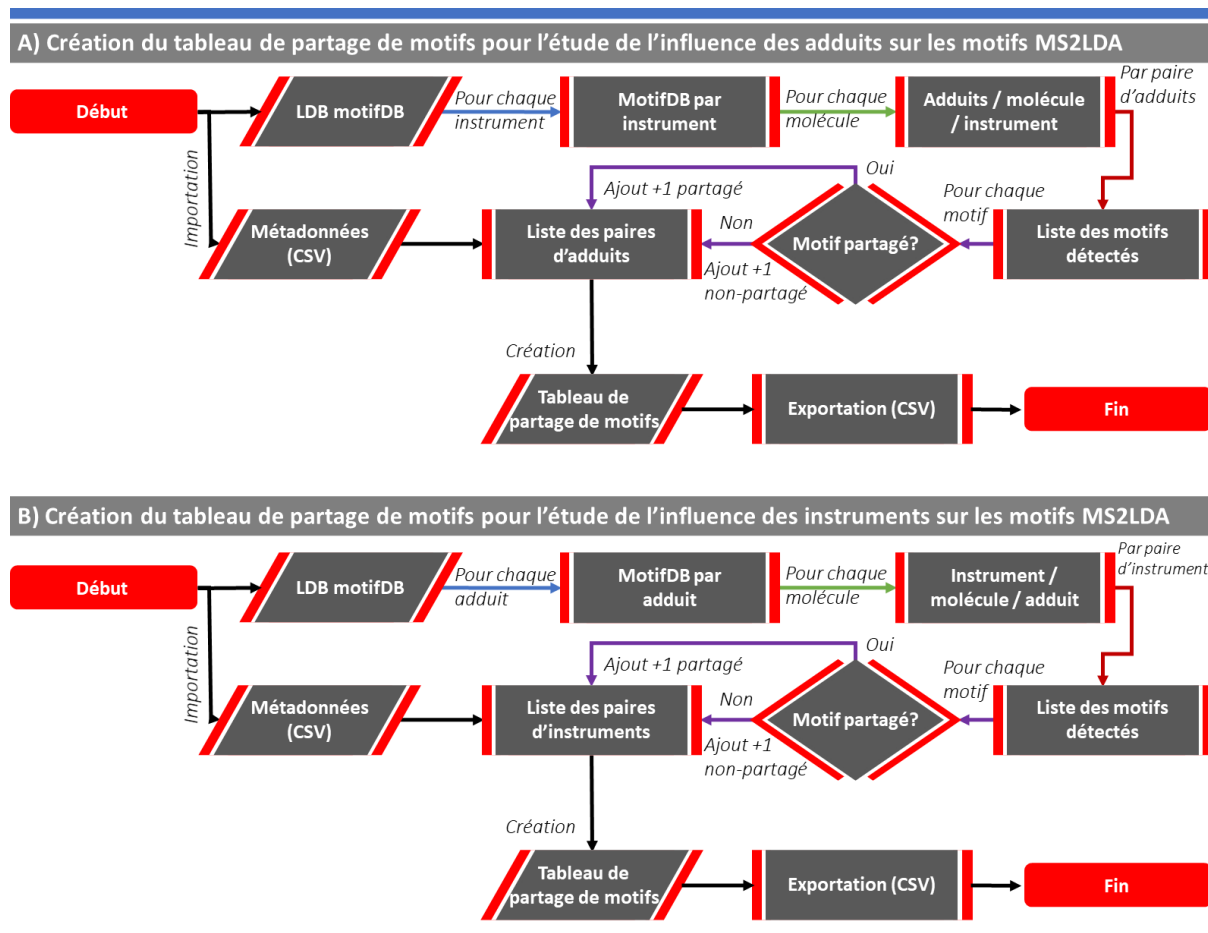 A) Création du tableau de partage de motifs pour l’étude de l’influence des adduits sur les motifs MS2LDA
Début
Importation
LDB motifDB
Pour chaque
instrument
MotifDB par
instrument
Pour chaque
molécule
Adduits / molécule
/ instrument
Par paire
d’adduits
Métadonnées
(CSV)
Liste des paires
d’adduits
Ajout +1 partagé
Oui
Non
Ajout +1
non-partagé
Motif partagé?
Pour chaque
motif
Liste des motifs
détectés
Création
Tableau de
partage de motifs
Exportation (CSV)
Fin
B) Création du tableau de partage de motifs pour l’étude de l’influence des instruments sur les motifs MS2LDA
Début
Importation
LDB motifDB
Pour chaque
adduit
MotifDB par
adduit
Pour chaque
molécule
Instrument /
molécule / adduit
Par paire
d’instrument
Métadonnées
(CSV)
Liste des paires
d’instruments
Ajout +1 partagé
Oui
Non
Ajout +1
non-partagé
Motif partagé?
Pour chaque
motif
Liste des motifs
détectés
Création
Tableau de
partage de motifs
Exportation (CSV)
Fin